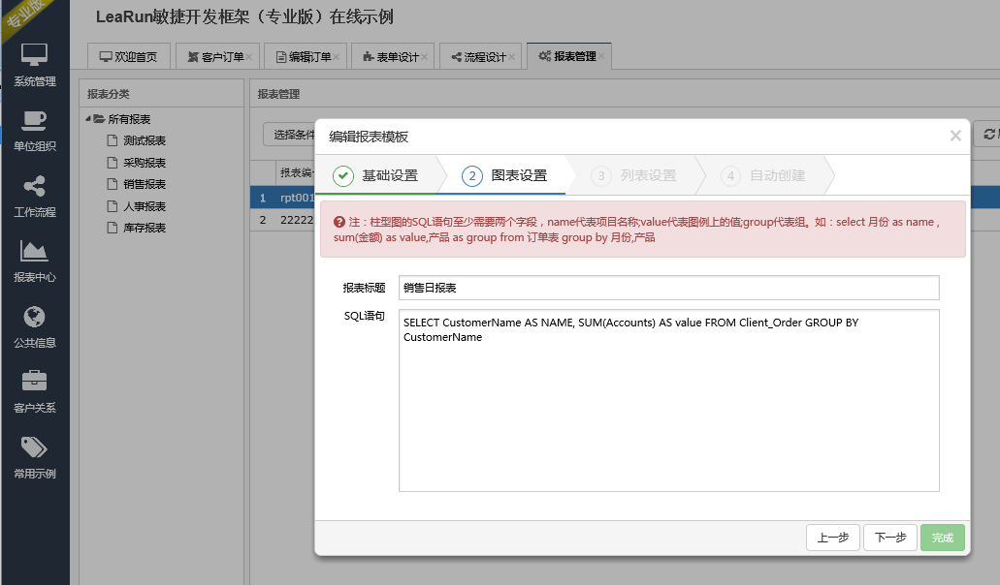 专业版
LeaRun敏捷开发框架（专业版）在线示例
欢迎首页
客户订单×
编辑订单×
表单设计×
流程设计×
报表管理×
系统管理
单位组织
工作流程
报表中心
公共信息
客户关系
常用示例
报表分类
所有报表
测试报表
采购报表
销售报表
人事报表
库存报表
报表管理
选择条件
报表编
1 rpt001
2 22222
编辑报表模板
×
基础设置
2 图表设置
3 列表设置
4 自动创建
注：柱型图的SQL语句至少需要两个字段，name代表项目名称;value代表图例上的值;group代表组。如：select 月份 as name ,
sum(金额) as value,产品 as group from 订单表 group by 月份,产品
报表标题 销售日报表
SQL语句
SELECT CustomerName AS NAME, SUM(Accounts) AS value FROM Client_Order GROUP BY
CustomerName
上一步
下一步
完成